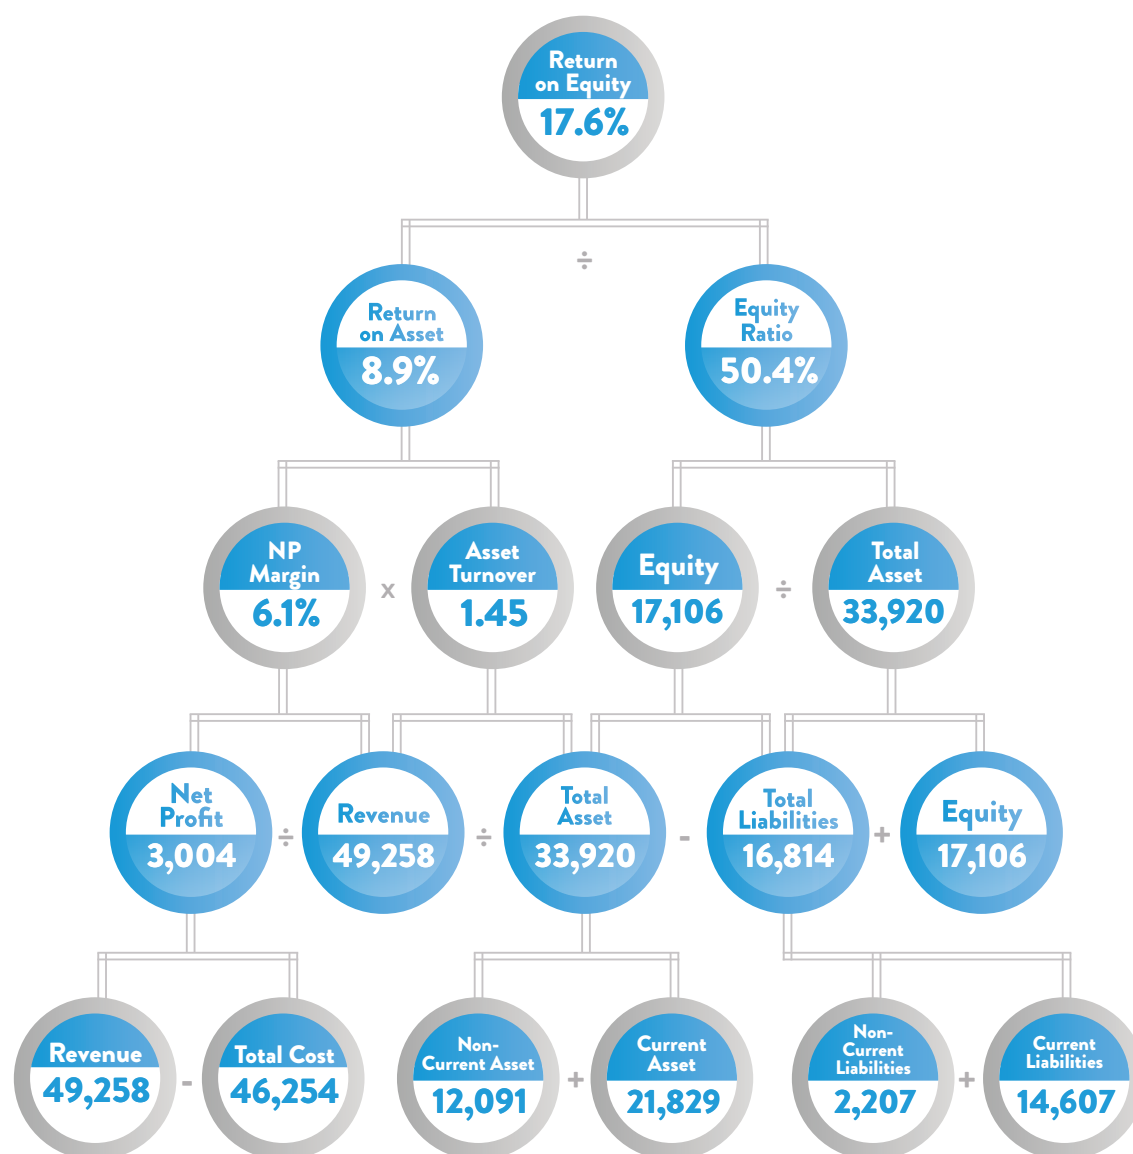 Return
on Equity
17.6%
÷
Return
on Asset
8.9%
Equity
Ratio
50.4%
NP
Margin
6.1%
x
Asset
Turnover
1.45
Equity
17,106
÷
Total
Asset
33,920
Net
Profit
3,004
÷
Revenue
49,258
÷
Total
Asset
33,920
-
Total
Liabilities
16,814
+
Equity
17,106
Revenue
49,258
-
Total Cost
46,254
Non-
Current Asset
12,091
+
Current
Asset
21,829
Non-
Current
Liabilities
2,207
+
Current
Liabilities
14,607